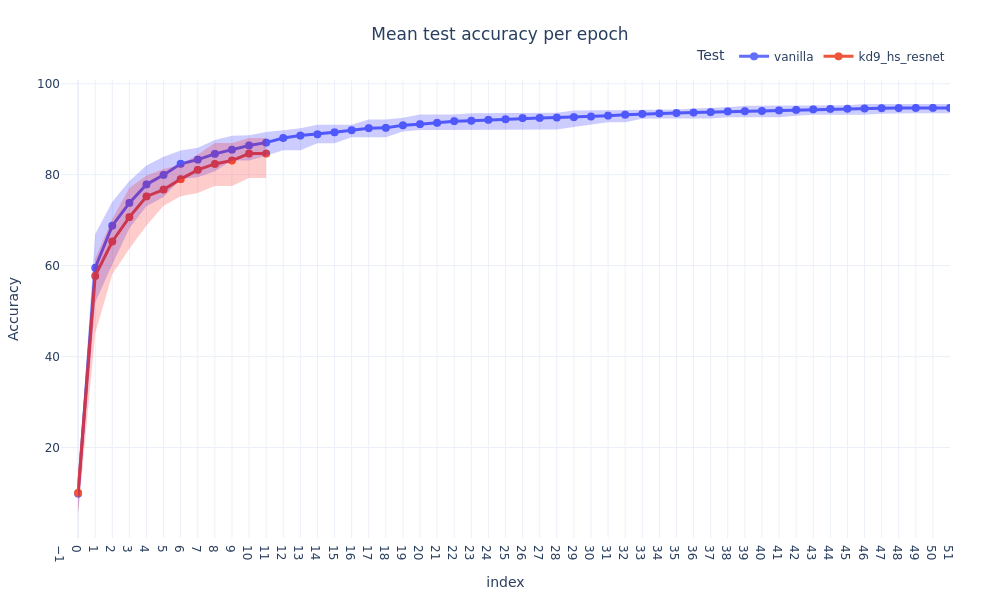 Mean test accuracy per epoch
Test vanilla kd9_hs_resnet
Accuracy
100
80
60
40
20
−1 0 1 2 3 4 5 6 7 8 9 10 11 12 13 14 15 16 17 18 19 20 21 22 23 24 25 26 27 28 29 30 31 32 33 34 35 36 37 38 39 40 41 42 43 44 45 46 47 48 49 50 51
index